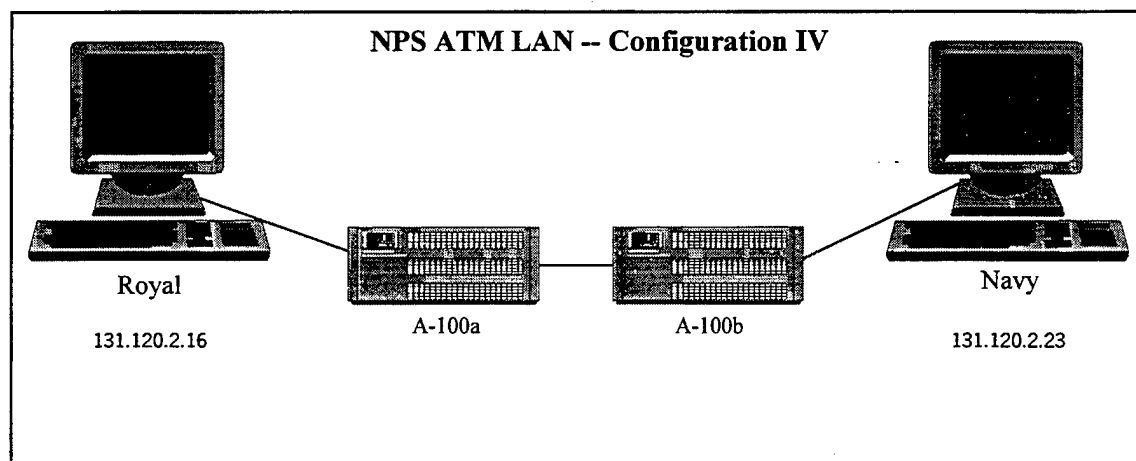 NPS ATM LAN -- Configuration IV
Royal
131.120.2.16
A-100a
A-100b
Navy
131.120.2.23